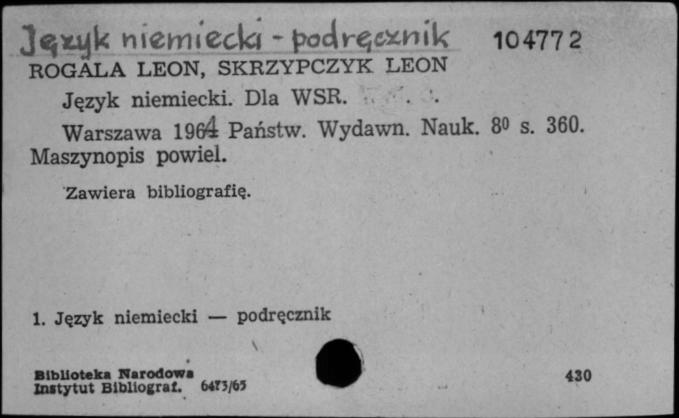 Język niemiecki - podręcznik 104772
ROGALA LEON, SKRZYPCZYK LEON
Język niemiecki. Dla WSR.
Warszawa 1964 Państw. Wydawn. Nauk. 8⁰ s. 360.
Maszynopis powiel.
Zawiera bibliografię.
1. Język niemiecki — podręcznik
Biblioteka Narodowa 430
Instytut Bibliograf. 6473/65